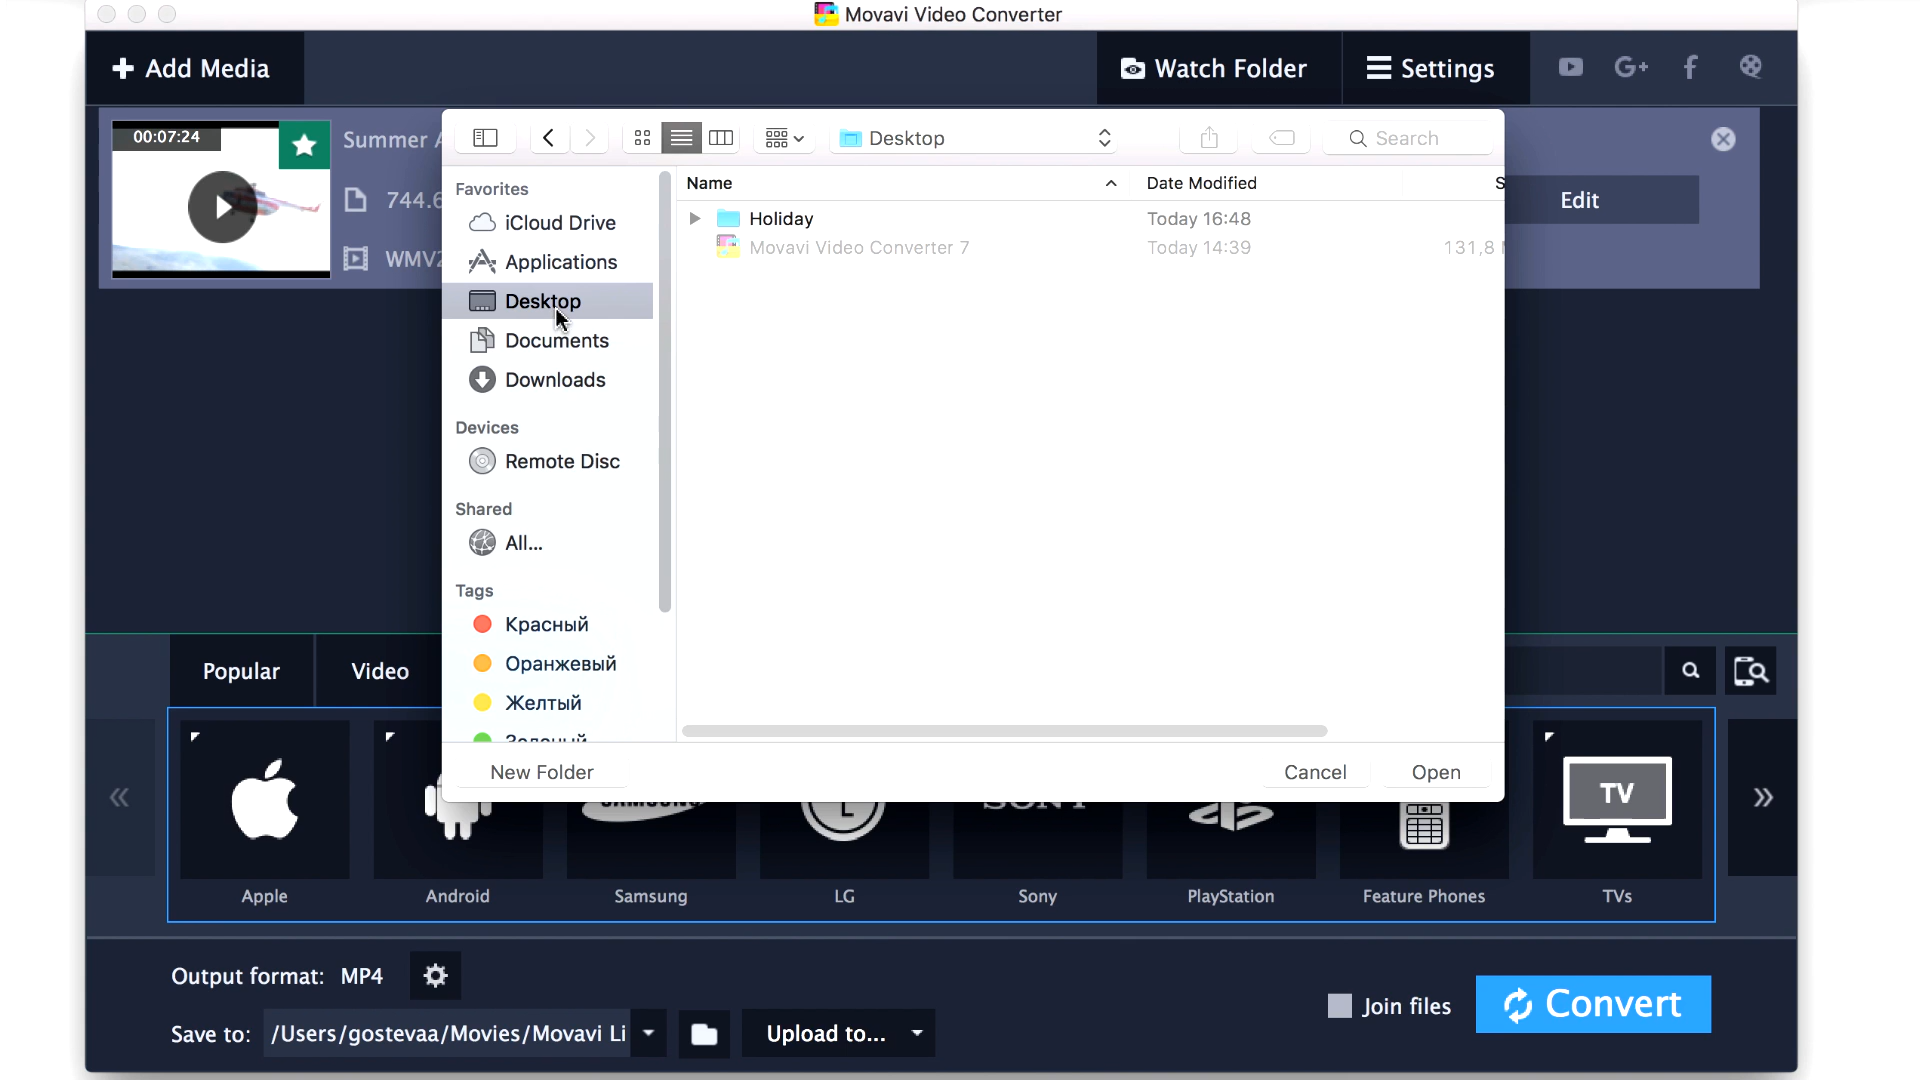 Movavi Video Converter
Add Media
Watch Folder
Settings
00:07:24
Summer
744.6
WMV2
Edit
Desktop
Search
Favorites
iCloud Drive
Applications
Desktop
Documents
Downloads
Devices
Remote Disc
Shared
All...
Tags
Красный
Оранжевый
Желтый
Name
Date Modified
S
Holiday
Today 16:48
Movavi Video Converter 7
Today 14:39
131,8
New Folder
Cancel
Open
Popular
Video
TV
Apple
Android
Samsung
LG
Sony
PlayStation
Feature Phones
TVs
Output format: MP4
Save to: /Users/gostevaa/Movies/Movavi Li
Upload to...
Join files
Convert